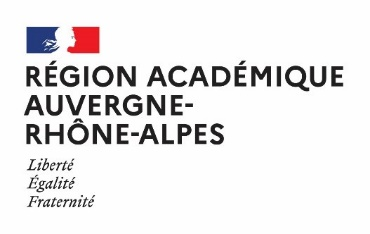 RÉGION ACADÉMIQUE
AUVERGNE-
RHÔNE-ALPES
Liberté
Égalité
Fraternité